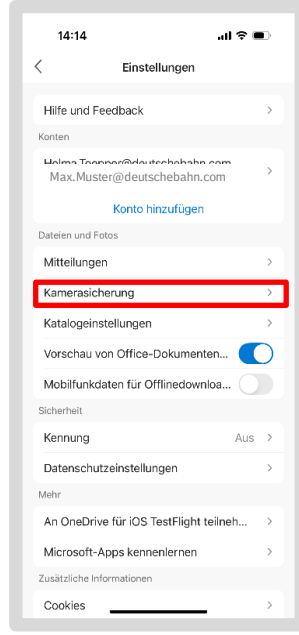 14:14
Einstellungen
Hilfe und Feedback
Konten
Max.Muster@deutschebahn.com
Konto hinzufügen
Dateien und Fotos
Mitteilungen
Kamerasicherung
Katalogeinstellungen
Vorschau von Office-Dokumenten...
Mobilfunkdaten für Offlinedownloa...
Sicherheit
Kennung Aus
Datenschutzeinstellungen
Mehr
An OneDrive für iOS TestFlight teilneh...
Microsoft-Apps kennenlernen
Zusätzliche Informationen
Cookies